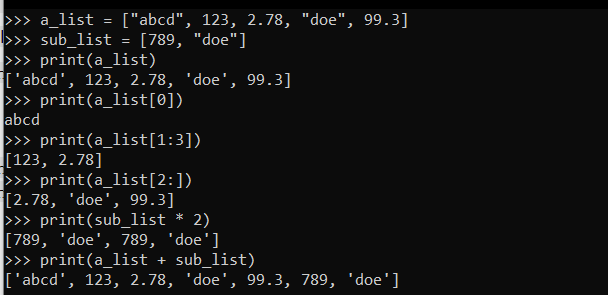 >>> a_list = ["abcd", 123, 2.78, "doe", 99.3]
>>> sub_list = [789, "doe"]
>>> print(a_list)
['abcd', 123, 2.78, 'doe', 99.3]
>>> print(a_list[0])
abcd
>>> print(a_list[1:3])
[123, 2.78]
>>> print(a_list[2:])
[2.78, 'doe', 99.3]
>>> print(sub_list * 2)
[789, 'doe', 789, 'doe']
>>> print(a_list + sub_list)
['abcd', 123, 2.78, 'doe', 99.3, 789, 'doe']